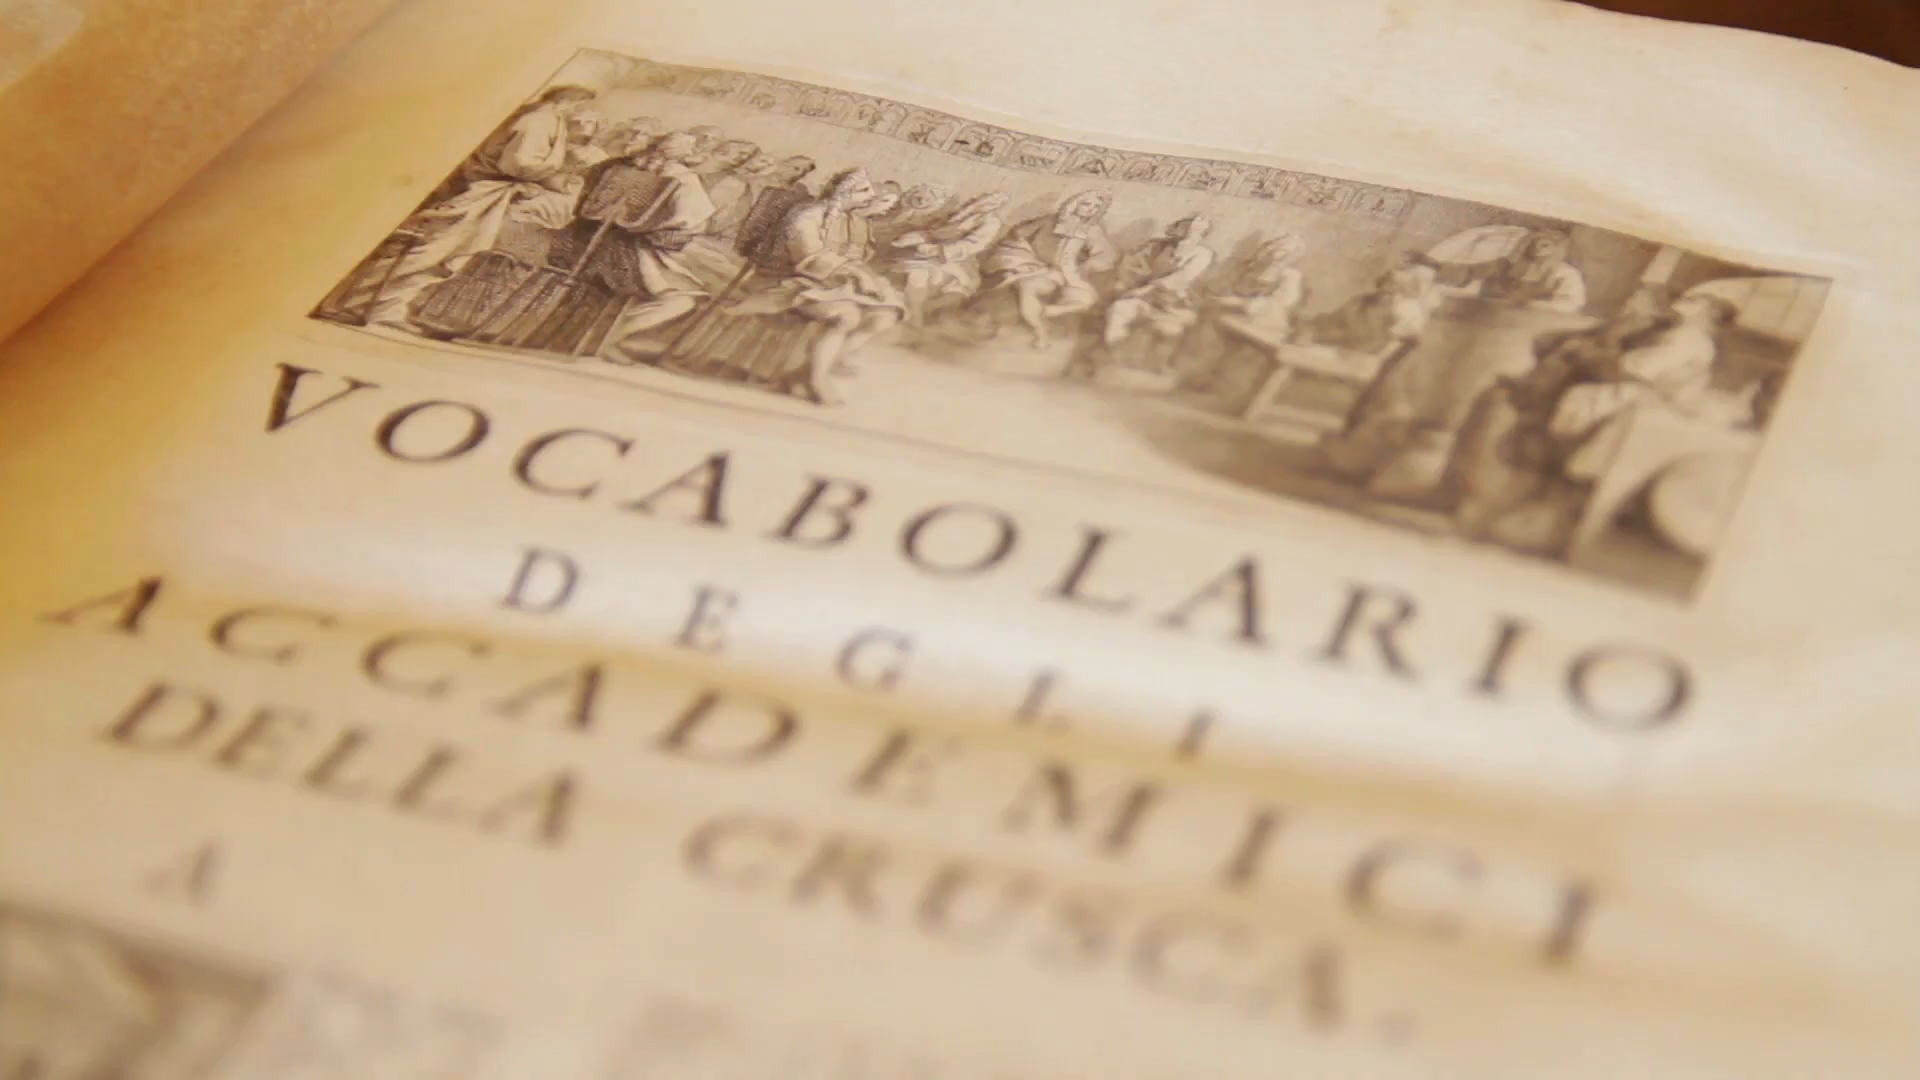 VOCABOLARIO
DEGLI
ACCADEMICI
DELLA CRUSCA.
A